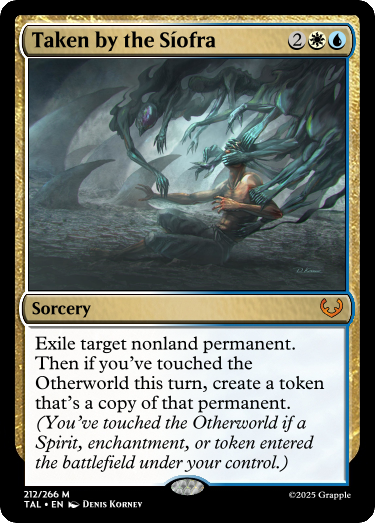 Taken by the Síofra 2
Sorcery
Exile target nonland permanent.
Then if you've touched the
Otherworld this turn, create a token
that's a copy of that permanent.
(You've touched the Otherworld if a
Spirit, enchantment, or token entered
the battlefield under your control.)
212/266 M
TAL • EN Denis Korney
©2025 Grapple